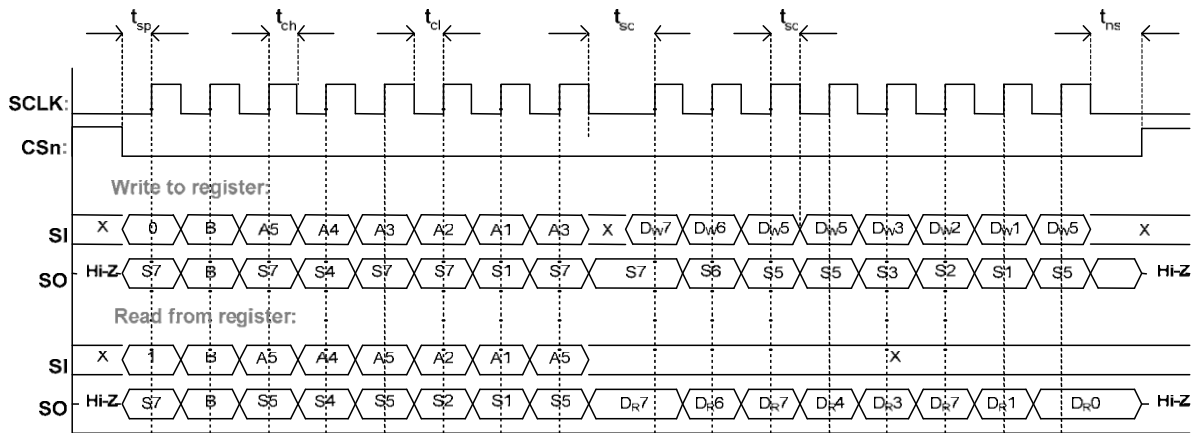 tsp tch tcl tsc tsc tns
SCLK:
CSn:
Write to register:
SI X 0 B A5 A4 A3 A2 A1 A3 X DW7 DW6 DW5 DW5 DW3 DW2 DW1 DW5 X
SO Hi-Z S7 B S7 S4 S7 S7 S1 S7 S7 S6 S5 S5 S3 S2 S1 S5 Hi-Z
Read from register:
SI X 1 B A5 A4 A5 A2 A1 A5 X
SO Hi-Z S7 B S5 S4 S5 S2 S1 S5 DR7 DR6 DR7 DR4 DR3 DR7 DR1 DR0 Hi-Z